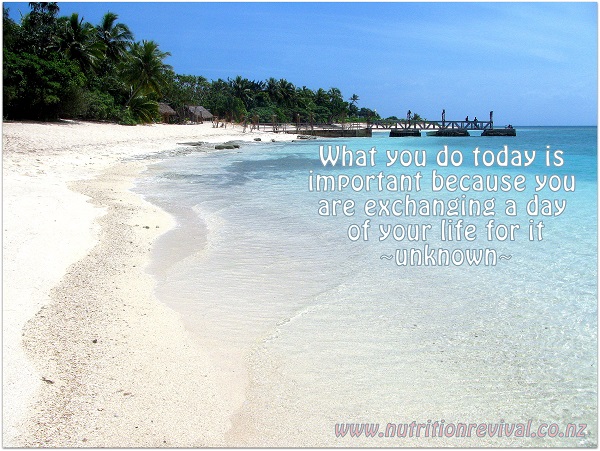 What you do today is
important because you
are exchanging a day
of your life for it
~unknown~
www.nutritionrevival.co.nz